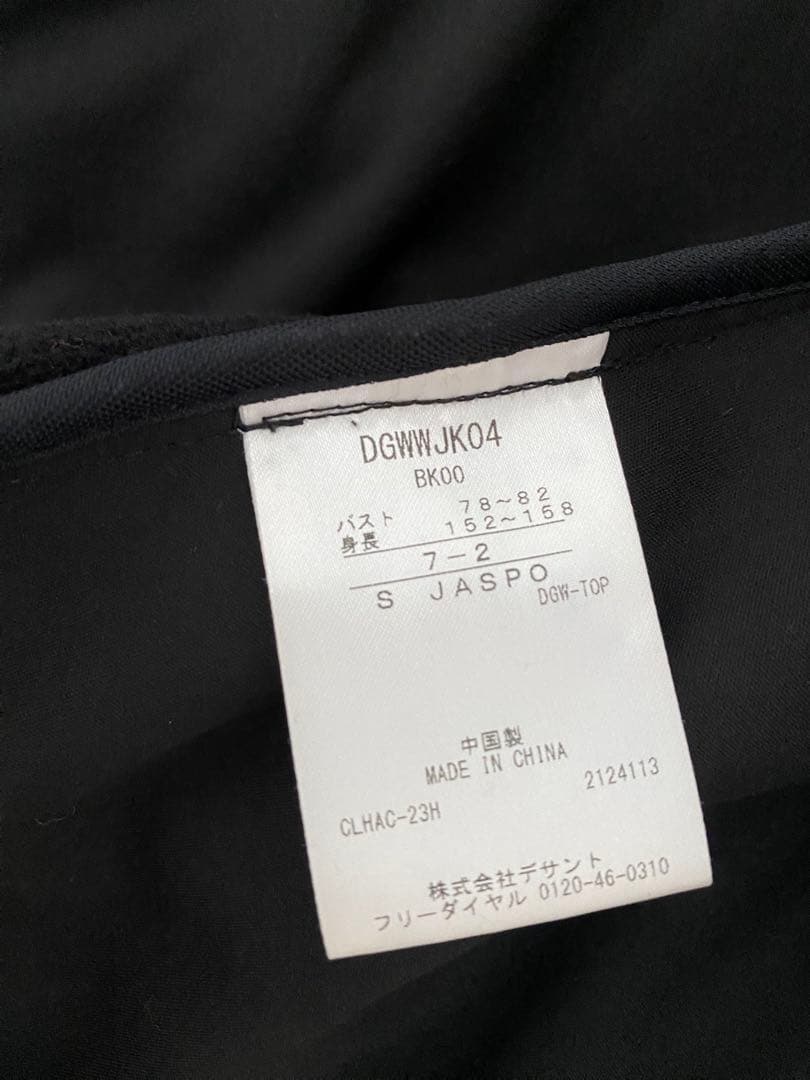 DGWWJK04
BK00
バスト 78～82
身長 152～158
7-2
S JASPO
DGW-TOP
中国製
MADE IN CHINA
CLHAC-23H 2124113
株式会社デサント
フリーダイヤル 0120-46-0310